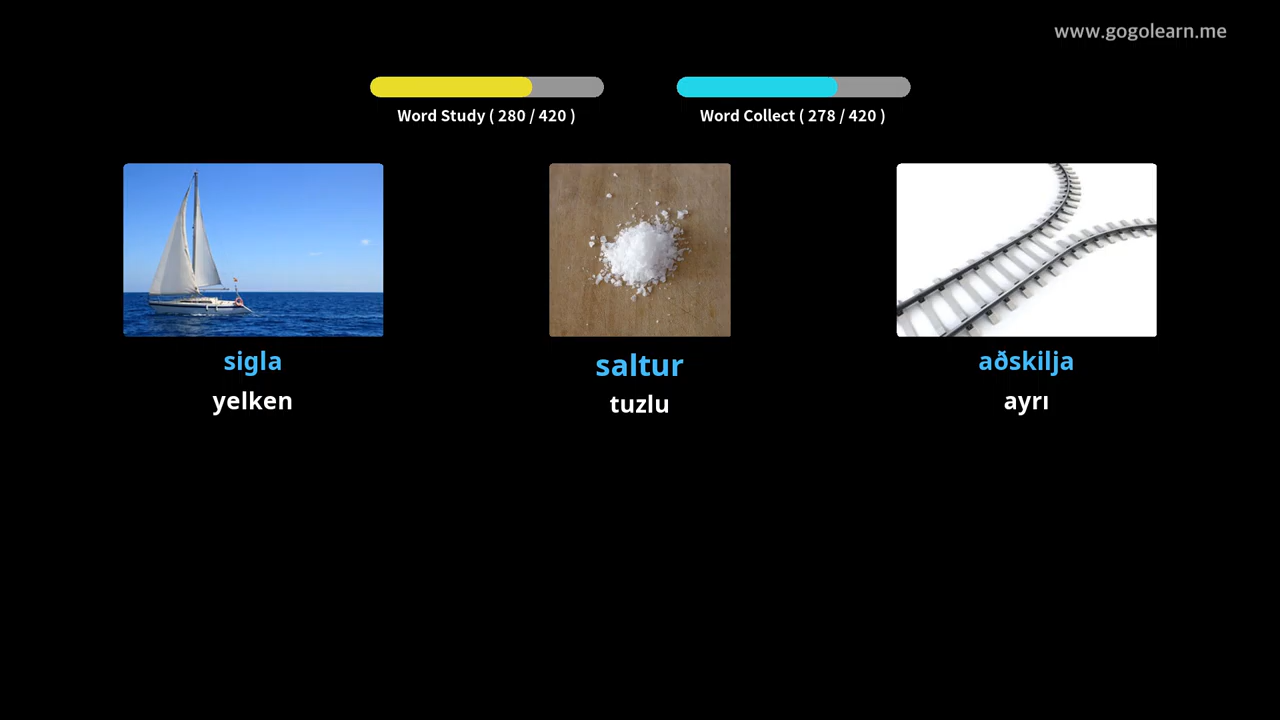 www.gogolearn.me
Word Study ( 280 / 420 )
Word Collect ( 278 / 420 )
sigla
yelken
saltur
tuzlu
aðskilja
ayrı